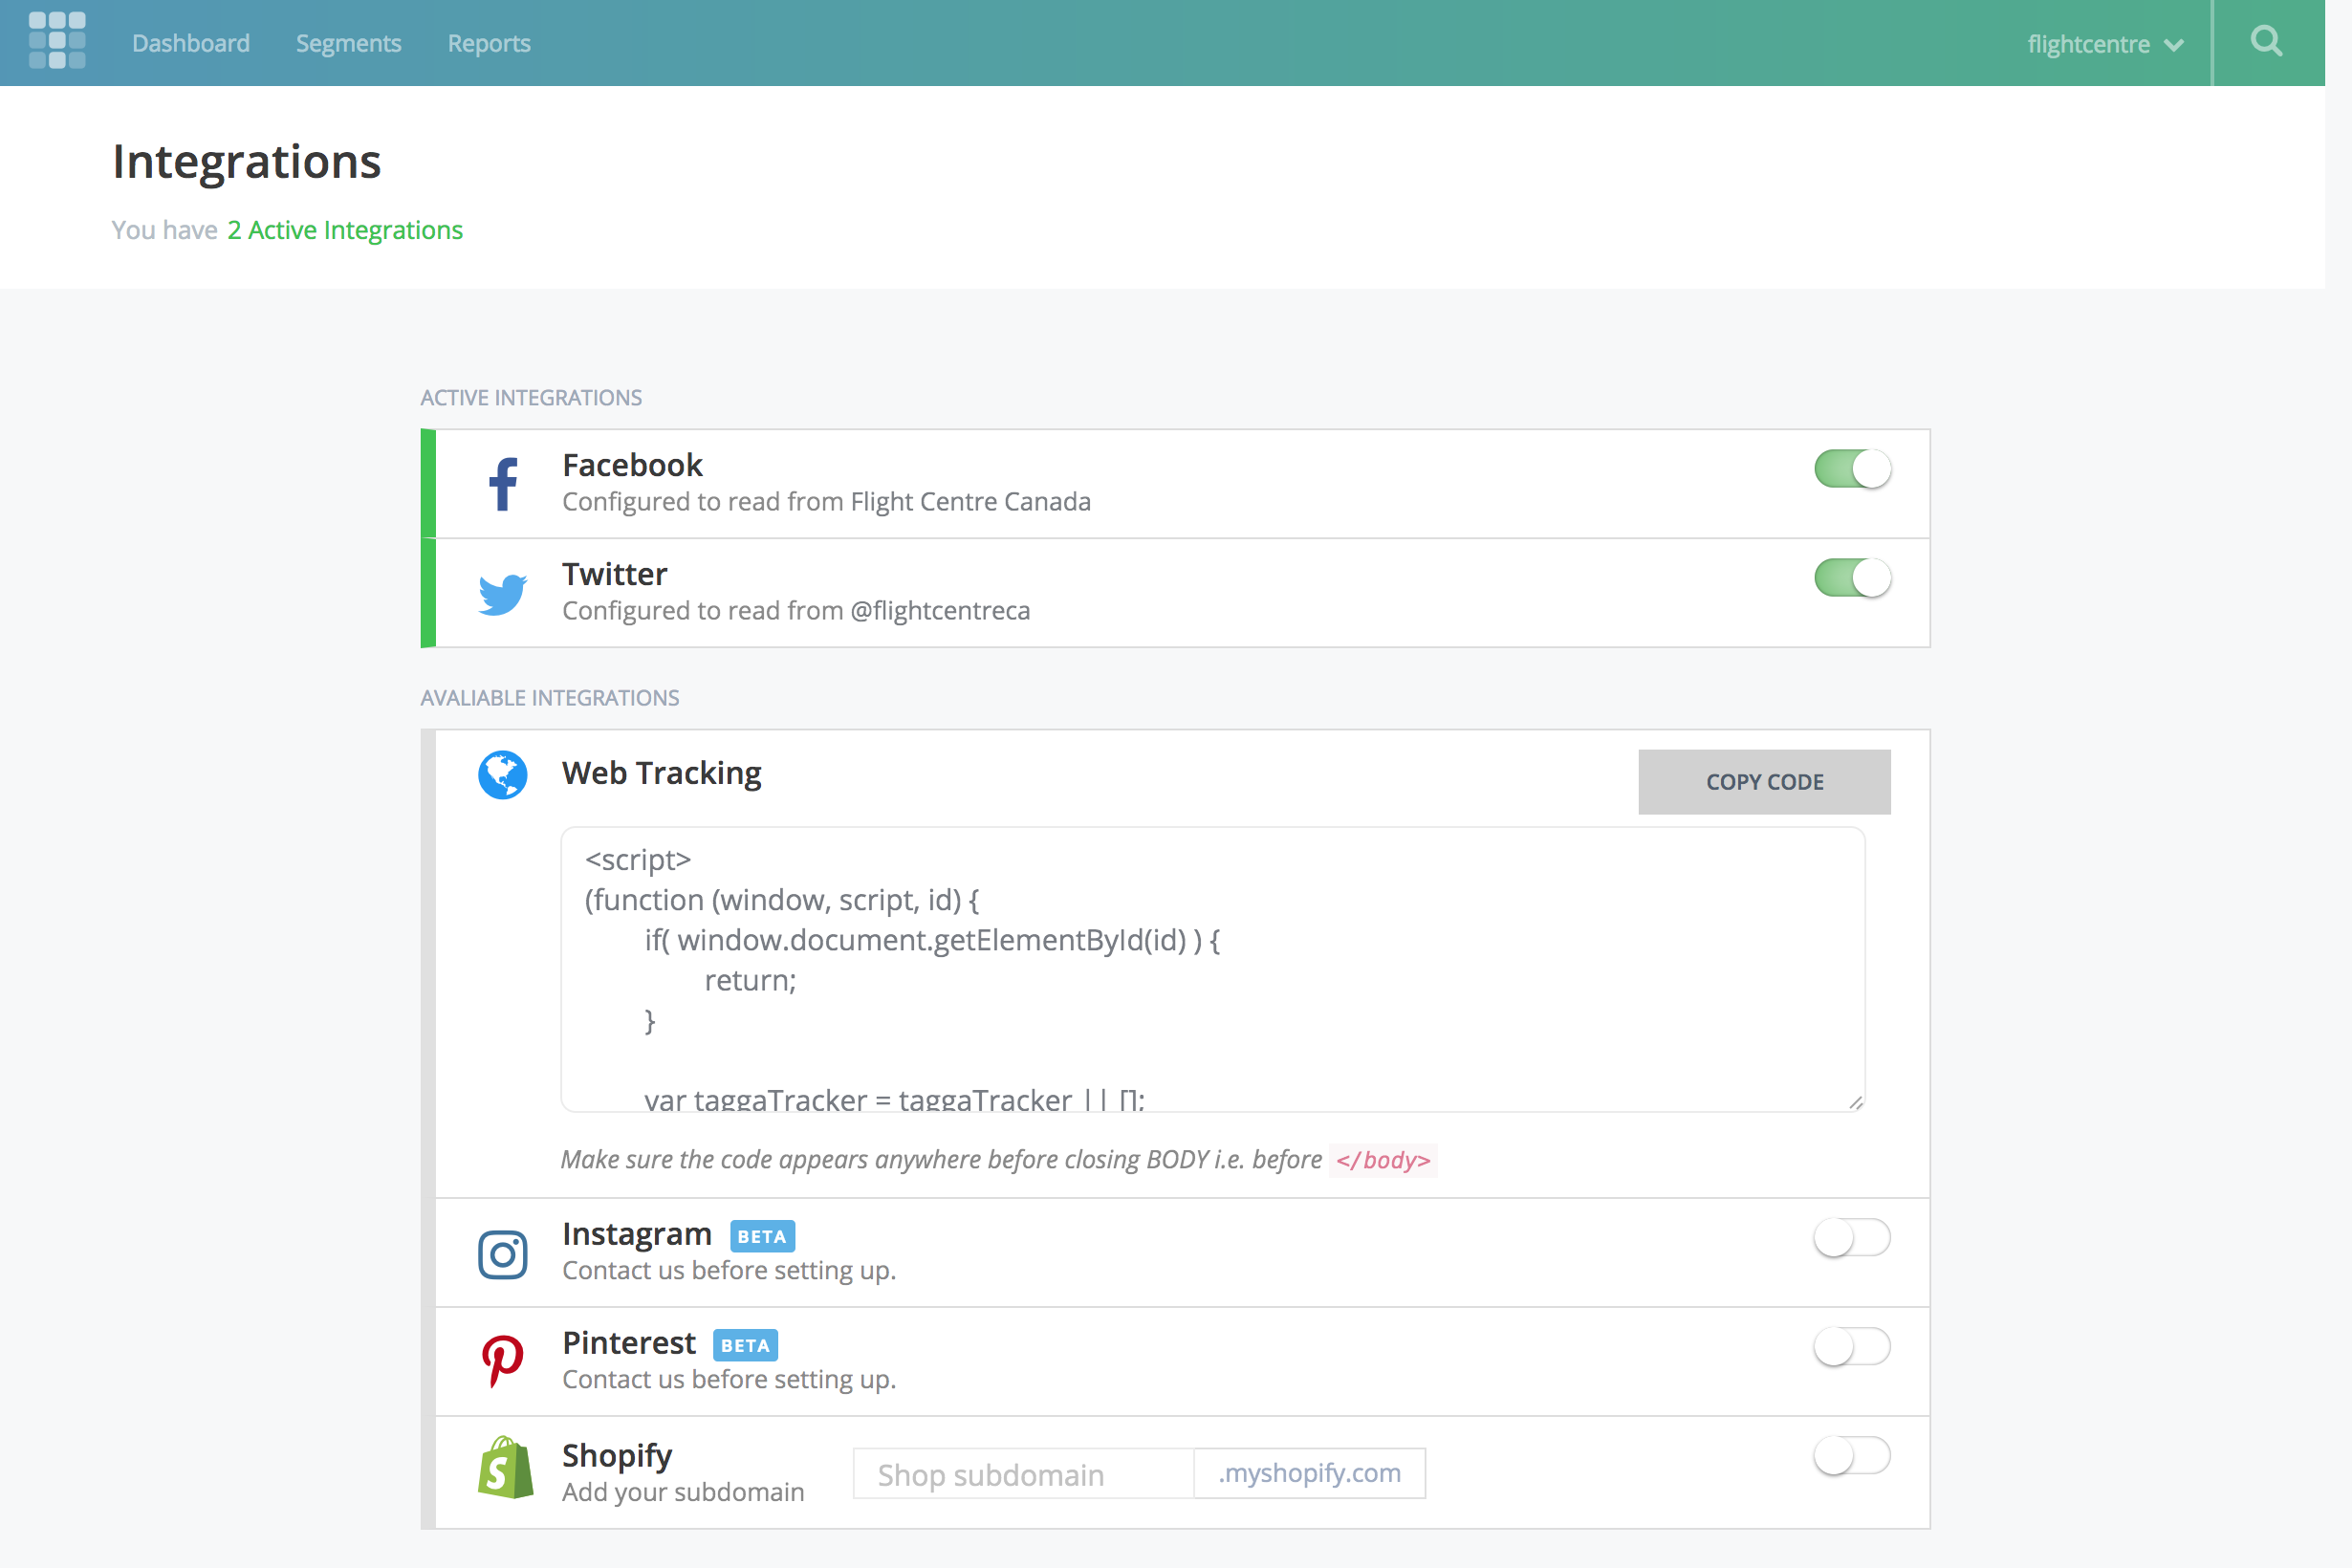 Dashboard Segments Reports flightcentre
Integrations
You have 2 Active Integrations
ACTIVE INTEGRATIONS
Facebook
Configured to read from Flight Centre Canada
Twitter
Configured to read from @flightcentreca
AVALIABLE INTEGRATIONS
Web Tracking
COPY CODE
<script>
(function (window, script, id) {
if( window.document.getElementById(id) ) {
return;
}
var taggaTracker = taggaTracker || [];
Make sure the code appears anywhere before closing BODY i.e. before </body>
Instagram BETA
Contact us before setting up.
Pinterest BETA
Contact us before setting up.
Shopify
Add your subdomain
Shop subdomain .myshopify.com